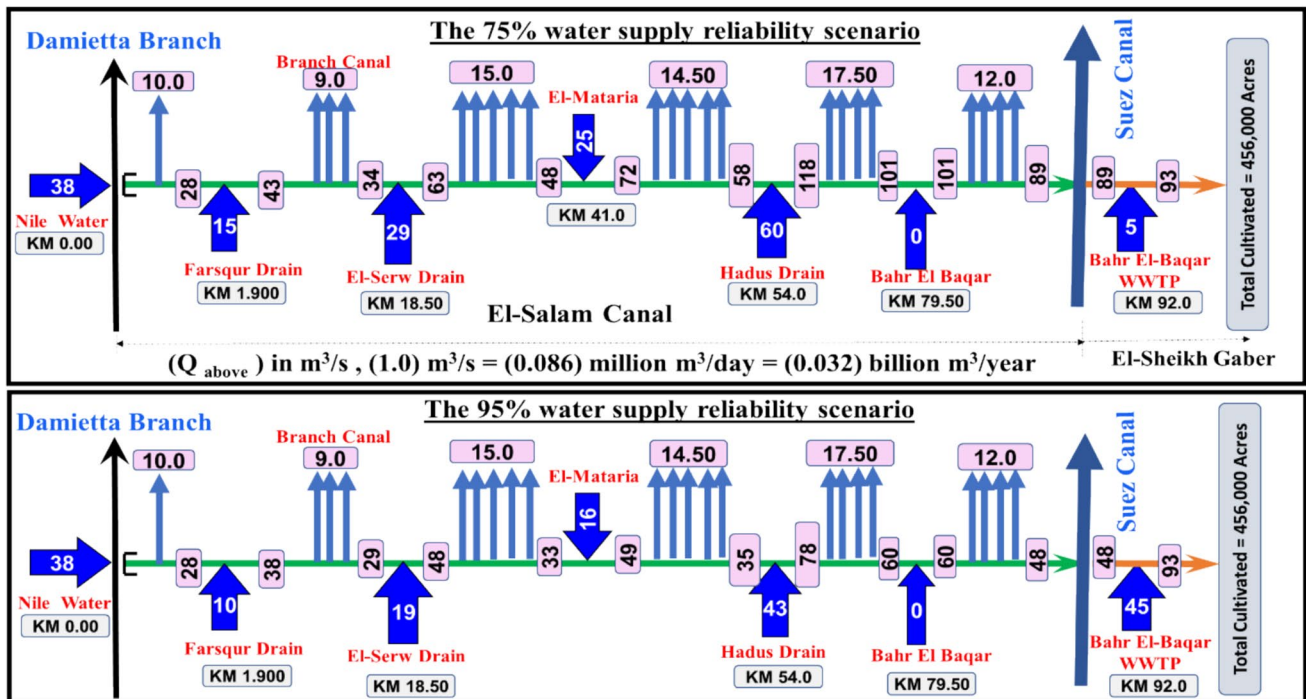 The 75% water supply reliability scenario
Damietta Branch
Branch Canal
10.0
9.0
15.0
El-Mataria
14.50
17.50
12.0
Suez Canal
25
38
28
43
34
63
48
72
58
118
101
101
89
89
93
Nile Water
KM 0.00
15
29
KM 41.0
60
0
5
Farsqur Drain
KM 1.900
El-Serw Drain
KM 18.50
Hadus Drain
KM 54.0
Bahr El Baqar
KM 79.50
Bahr El-Baqar
WWTP
KM 92.0
Total Cultivated = 456,000 Acres
El-Salam Canal
(Q above ) in m³/s , (1.0) m³/s = (0.086) million m³/day = (0.032) billion m³/year
El-Sheikh Gaber
The 95% water supply reliability scenario
Damietta Branch
Branch Canal
10.0
9.0
15.0
El-Mataria
14.50
17.50
12.0
Suez Canal
16
38
28
38
29
48
33
49
35
78
60
60
48
48
93
Nile Water
KM 0.00
10
19
43
0
45
Farsqur Drain
KM 1.900
El-Serw Drain
KM 18.50
Hadus Drain
KM 54.0
Bahr El Baqar
KM 79.50
Bahr El-Baqar
WWTP
KM 92.0
Total Cultivated = 456,000 Acres